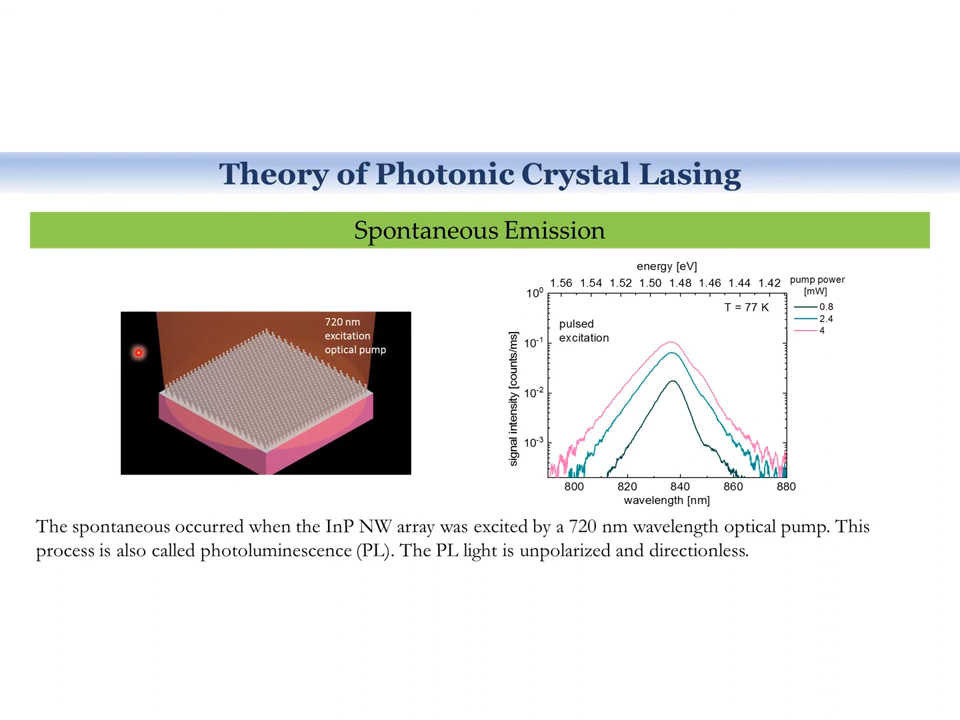 Theory of Photonic Crystal Lasing
Spontaneous Emission
720 nm
excitation
optical pump
energy [eV]
1.56 1.54 1.52 1.50 1.48 1.46 1.44 1.42
pump power
[mW]
0.8
2.4
4
T = 77 K
pulsed
excitation
signal intensity [counts/ms]
10⁰
10⁻¹
10⁻²
10⁻³
800 820 840 860 880
wavelength [nm]
The spontaneous occurred when the InP NW array was excited by a 720 nm wavelength optical pump. This
process is also called photoluminescence (PL). The PL light is unpolarized and directionless.